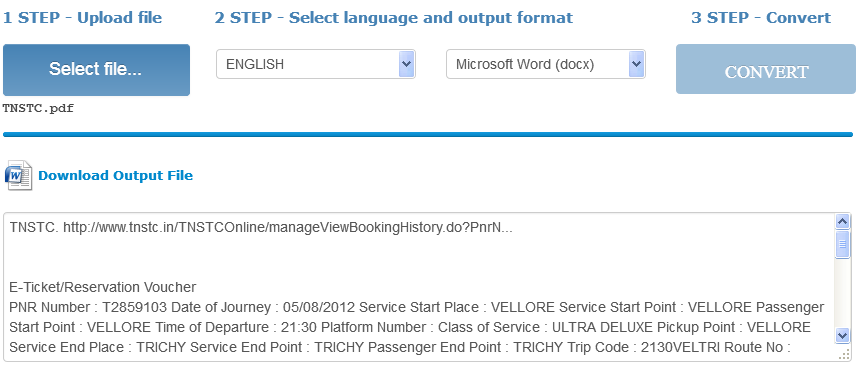 1 STEP - Upload file
2 STEP - Select language and output format
3 STEP - Convert
Select file...
ENGLISH
Microsoft Word (docx)
CONVERT
TNSTC.pdf
Download Output File
TNSTC. http://www.tnstc.in/TNSTCOnline/manageViewBookingHistory.do?PnrN...
E-Ticket/Reservation Voucher
PNR Number : T2859103 Date of Journey : 05/08/2012 Service Start Place : VELLORE Service Start Point : VELLORE Passenger
Start Point : VELLORE Time of Departure : 21:30 Platform Number : Class of Service : ULTRA DELUXE Pickup Point : VELLORE
Service End Place : TRICHY Service End Point : TRICHY Passenger End Point : TRICHY Trip Code : 2130VELTRI Route No :